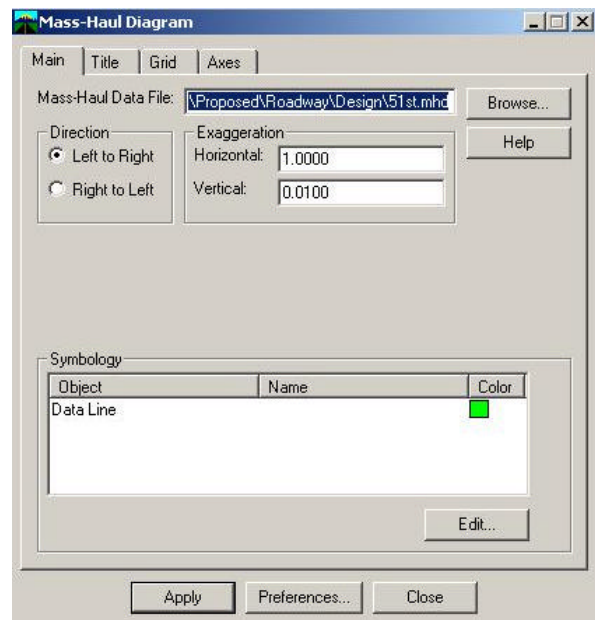 Mass-Haul Diagram
Main Title Grid Axes
Mass-Haul Data File: \Proposed\Roadway\Design\51st.mhd Browse...
Direction Exaggeration Help
Left to Right Horizontal: 1.0000
Right to Left Vertical: 0.0100
Symbology
Object Name Color
Data Line
Edit...
Apply Preferences... Close